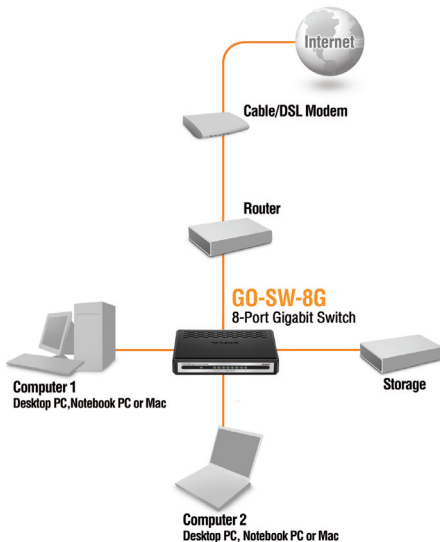 Internet
Cable/DSL Modem
Router
GO-SW-8G
8-Port Gigabit Switch
Computer 1
Desktop PC,Notebook PC or Mac
Storage
Computer 2
Desktop PC, Notebook PC or Mac